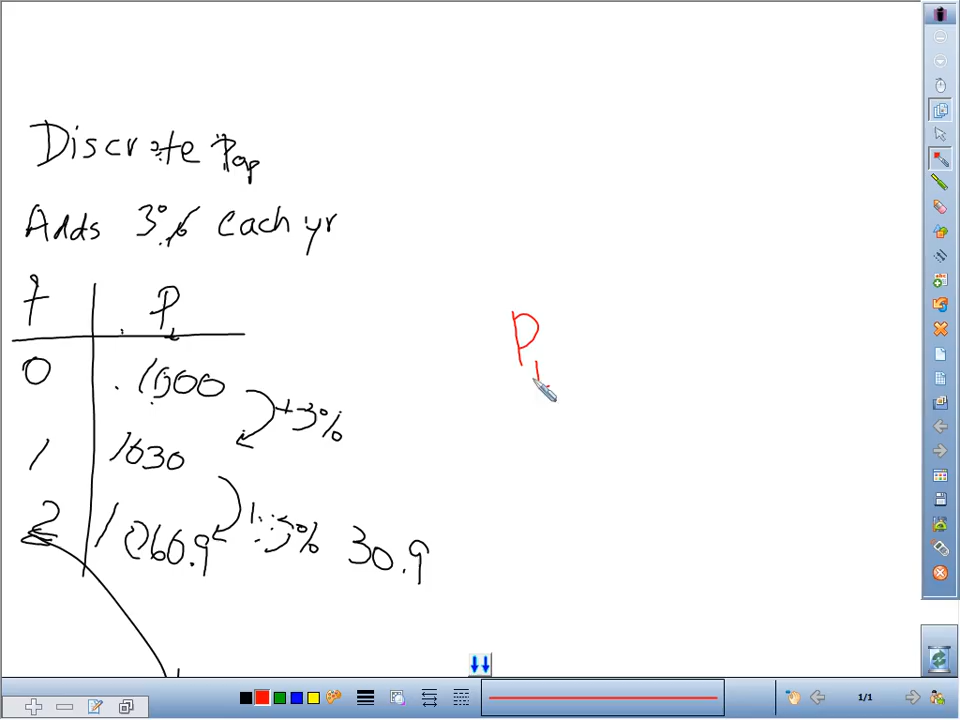 Discrete Pop
Adds 3% each yr
t P
0 1000
+3%
1 1030
+3% 30.9
2 1060.9
P1
1/1